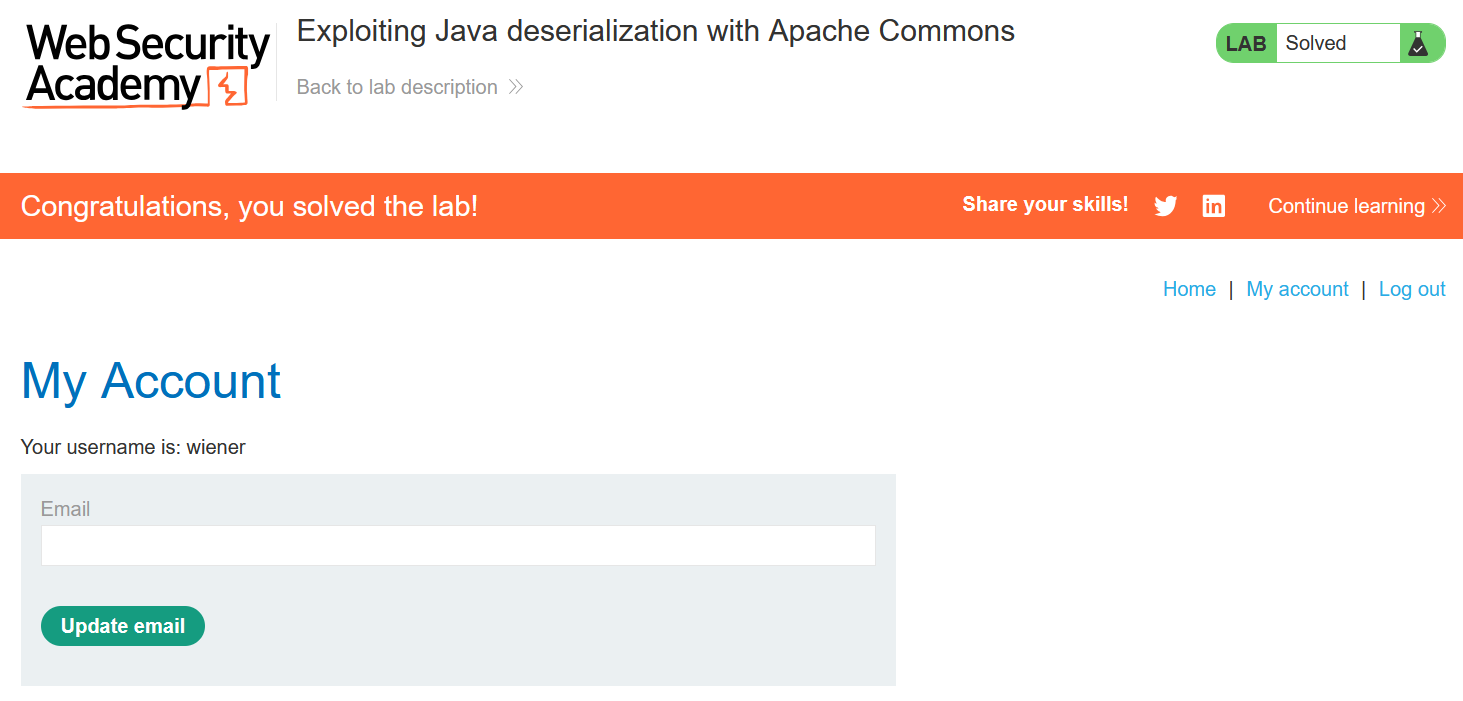 Web Security
Academy
Exploiting Java deserialization with Apache Commons
Back to lab description
LAB Solved
Congratulations, you solved the lab!
Share your skills!
Continue learning
Home | My account | Log out
My Account
Your username is: wiener
Email
Update email